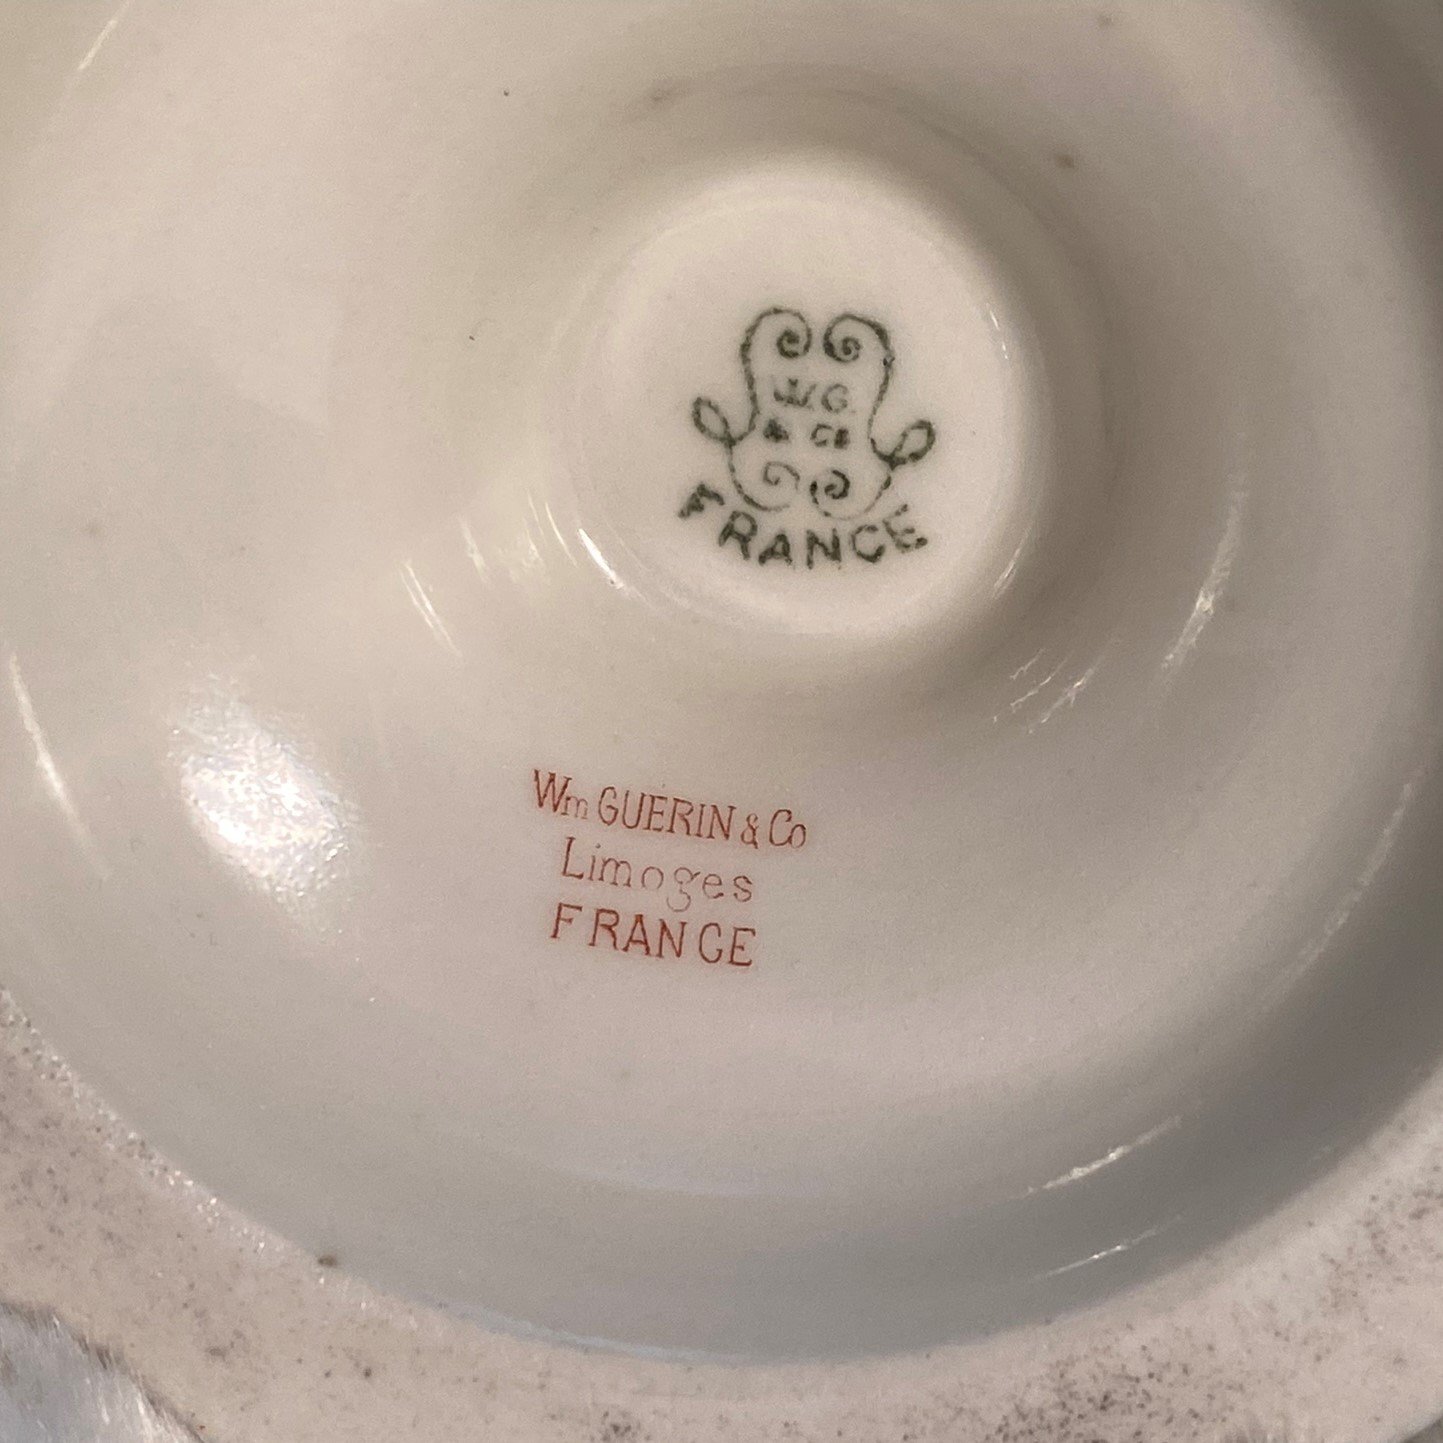 W.G.
& Co
FRANCE
Wm GUERIN & Co
Limoges
FRANCE